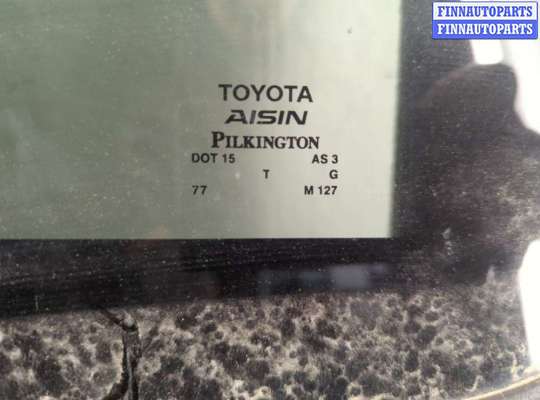 FINNAUTOPARTS
FINNAUTOPARTS
TOYOTA
AISIN
PILKINGTON
DOT 15 AS 3
T G
77 M 127